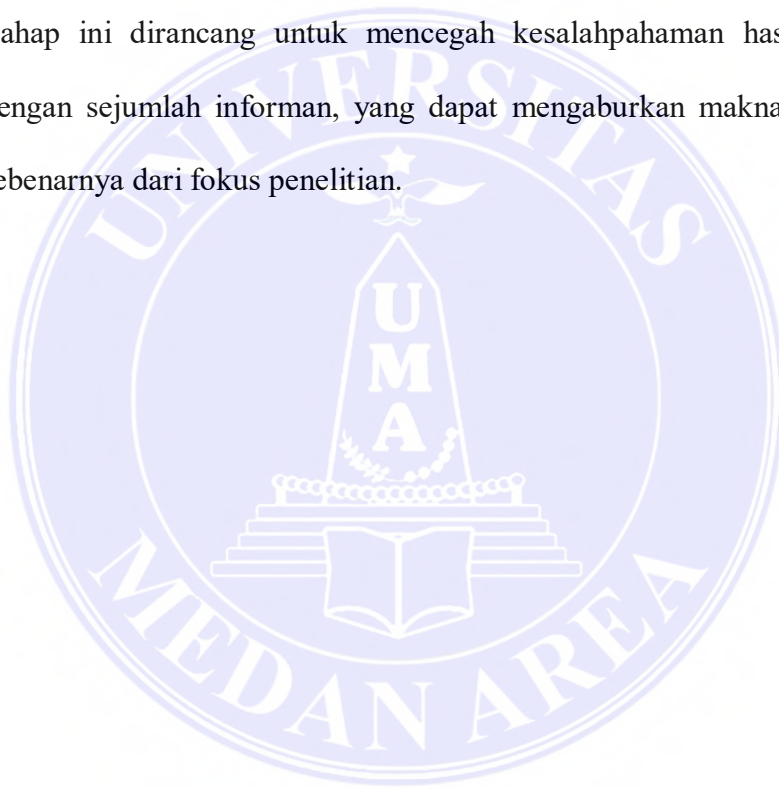 ahap ini dirancang untuk mencegah kesalahpahaman has
engan sejumlah informan, yang dapat mengaburkan makna
ebenarnya dari fokus penelitian.
UNIVERSITAS
U
M
A
MEDAN AREA